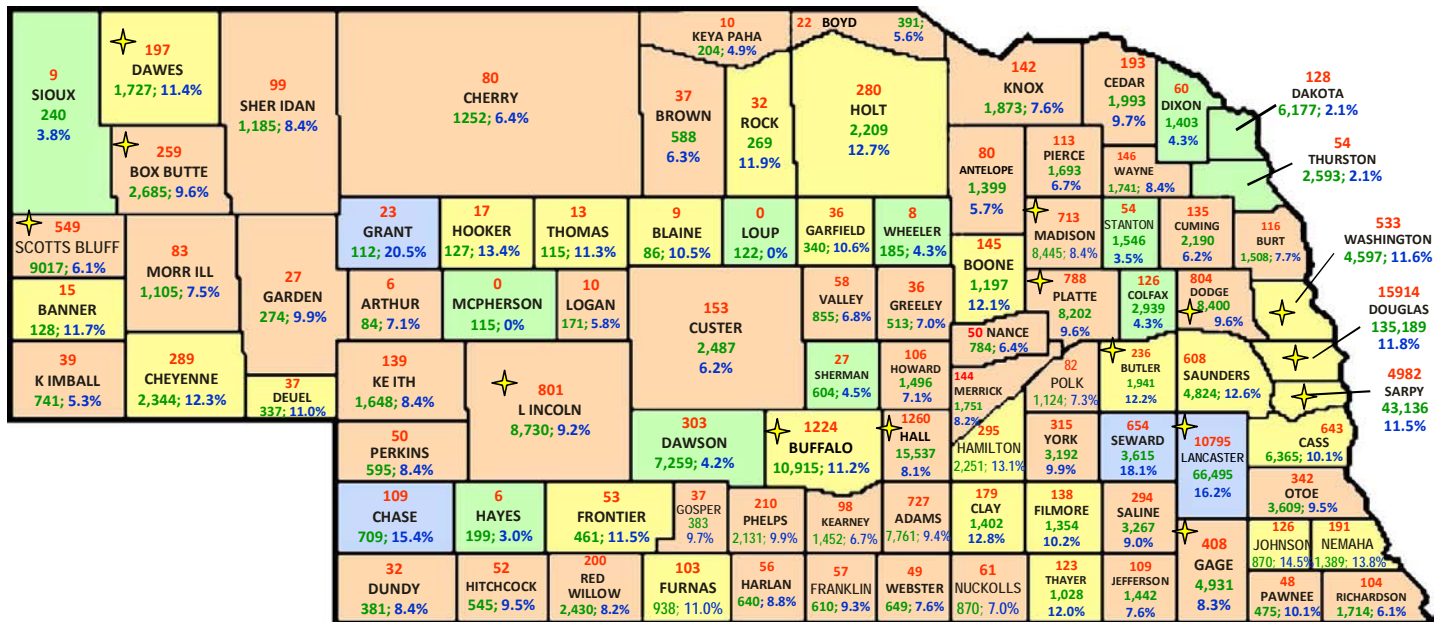 9
SIOUX
240
3.8%
197
DAWES
1,727; 11.4%
259
BOX BUTTE
2,685; 9.6%
99
SHER IDAN
1,185; 8.4%
80
CHERRY
1252; 6.4%
10
KEYA PAHA
204; 4.9%
22 BOYD 391;
5.6%
37
BROWN
588
6.3%
32
ROCK
269
11.9%
280
HOLT
2,209
12.7%
142
KNOX
1,873; 7.6%
193
CEDAR
1,993
9.7%
60
DIXON
1,403
4.3%
128
DAKOTA
6,177; 2.1%
54
THURSTON
2,593; 2.1%
80
ANTELOPE
1,399
5.7%
113
PIERCE
1,693
6.7%
146
WAYNE
1,741; 8.4%
549
SCOTTS BLUFF
9017; 6.1%
15
BANNER
128; 11.7%
39
K IMBALL
741; 5.3%
83
MORR ILL
1,105; 7.5%
289
CHEYENNE
2,344; 12.3%
27
GARDEN
274; 9.9%
37
DEUEL
337; 11.0%
23
GRANT
112; 20.5%
17
HOOKER
127; 13.4%
13
THOMAS
115; 11.3%
9
BLAINE
86; 10.5%
0
LOUP
122; 0%
36
GARFIELD
340; 10.6%
8
WHEELER
185; 4.3%
145
BOONE
1,197
12.1%
713
MADISON
8,445; 8.4%
54
STANTON
1,546
3.5%
135
CUMING
2,190
6.2%
116
BURT
1,508; 7.7%
533
WASHINGTON
4,597; 11.6%
6
ARTHUR
84; 7.1%
0
MCPHERSON
115; 0%
10
LOGAN
171; 5.8%
153
CUSTER
2,487
6.2%
58
VALLEY
855; 6.8%
36
GREELEY
513; 7.0%
50 NANCE
784; 6.4%
788
PLATTE
8,202
9.6%
126
COLFAX
2,939
4.3%
804
DODGE
8,400
9.6%
15914
DOUGLAS
135,189
11.8%
139
KE ITH
1,648; 8.4%
801
L INCOLN
8,730; 9.2%
27
SHERMAN
604; 4.5%
106
HOWARD
1,496
7.1%
144
MERRICK
1,751
8.2%
82
POLK
1,124; 7.3%
236
BUTLER
1,941
12.2%
608
SAUNDERS
4,824; 12.6%
4982
SARPY
43,136
11.5%
50
PERKINS
595; 8.4%
303
DAWSON
7,259; 4.2%
1224
BUFFALO
10,915; 11.2%
1260
HALL
15,537
8.1%
295
HAMILTON
2,251; 13.1%
315
YORK
3,192
9.9%
654
SEWARD
3,615
18.1%
10795
LANCASTER
66,495
16.2%
643
CASS
6,365; 10.1%
342
OTOE
3,609; 9.5%
109
CHASE
709; 15.4%
6
HAYES
199; 3.0%
53
FRONTIER
461; 11.5%
37
GOSPER
383
9.7%
210
PHELPS
2,131; 9.9%
98
KEARNEY
1,452; 6.7%
727
ADAMS
7,761; 9.4%
179
CLAY
1,402
12.8%
138
FILMORE
1,354
10.2%
294
SALINE
3,267
9.0%
408
GAGE
4,931
8.3%
126
JOHNSON
870; 14.5%
191
NEMAHA
1,389; 13.8%
32
DUNDY
381; 8.4%
52
HITCHCOCK
545; 9.5%
200
RED
WILLOW
2,430; 8.2%
103
FURNAS
938; 11.0%
56
HARLAN
640; 8.8%
57
FRANKLIN
610; 9.3%
49
WEBSTER
649; 7.6%
61
NUCKOLLS
870; 7.0%
123
THAYER
1,028
12.0%
109
JEFFERSON
1,442
7.6%
48
PAWNEE
475; 10.1%
104
RICHARDSON
1,714; 6.1%